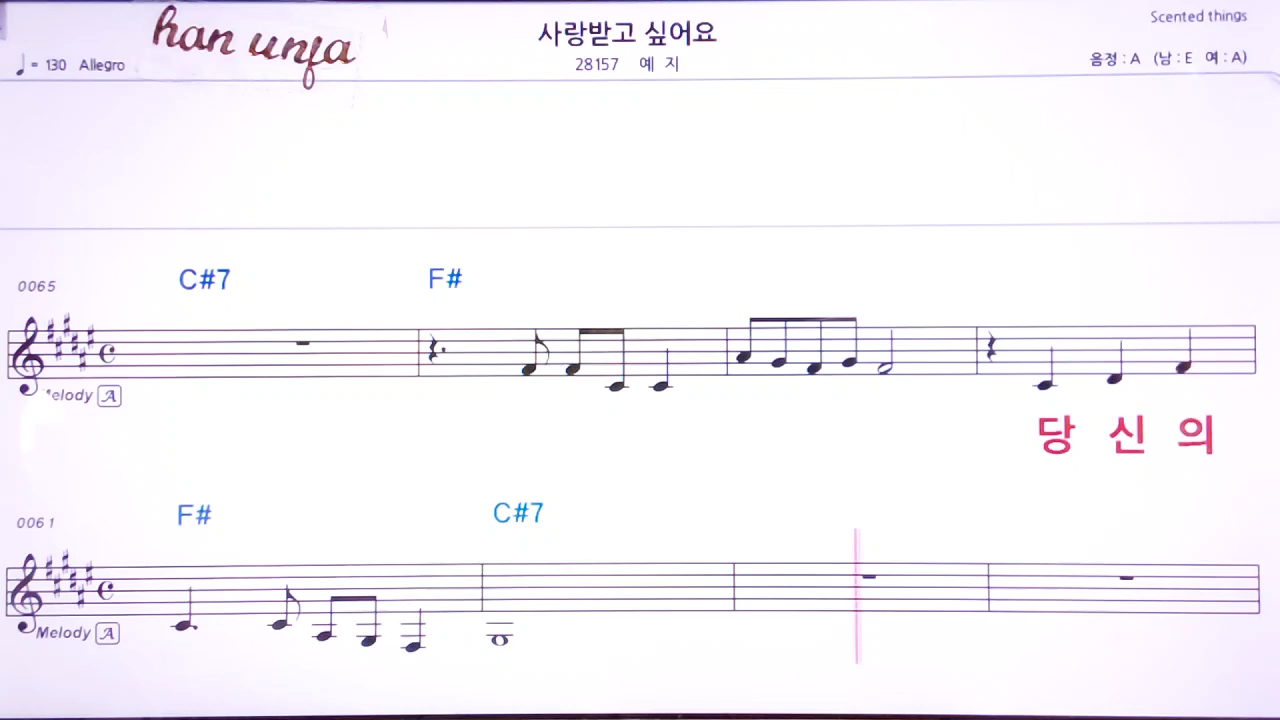 han unja
사랑받고 싶어요
Scented things
♩= 130 Allegro
28157 예 지
음정 : A (남 : E 여 : A)
C#7 F#
0065
elody A
당 신 의
F# C#7
0061
Melody A